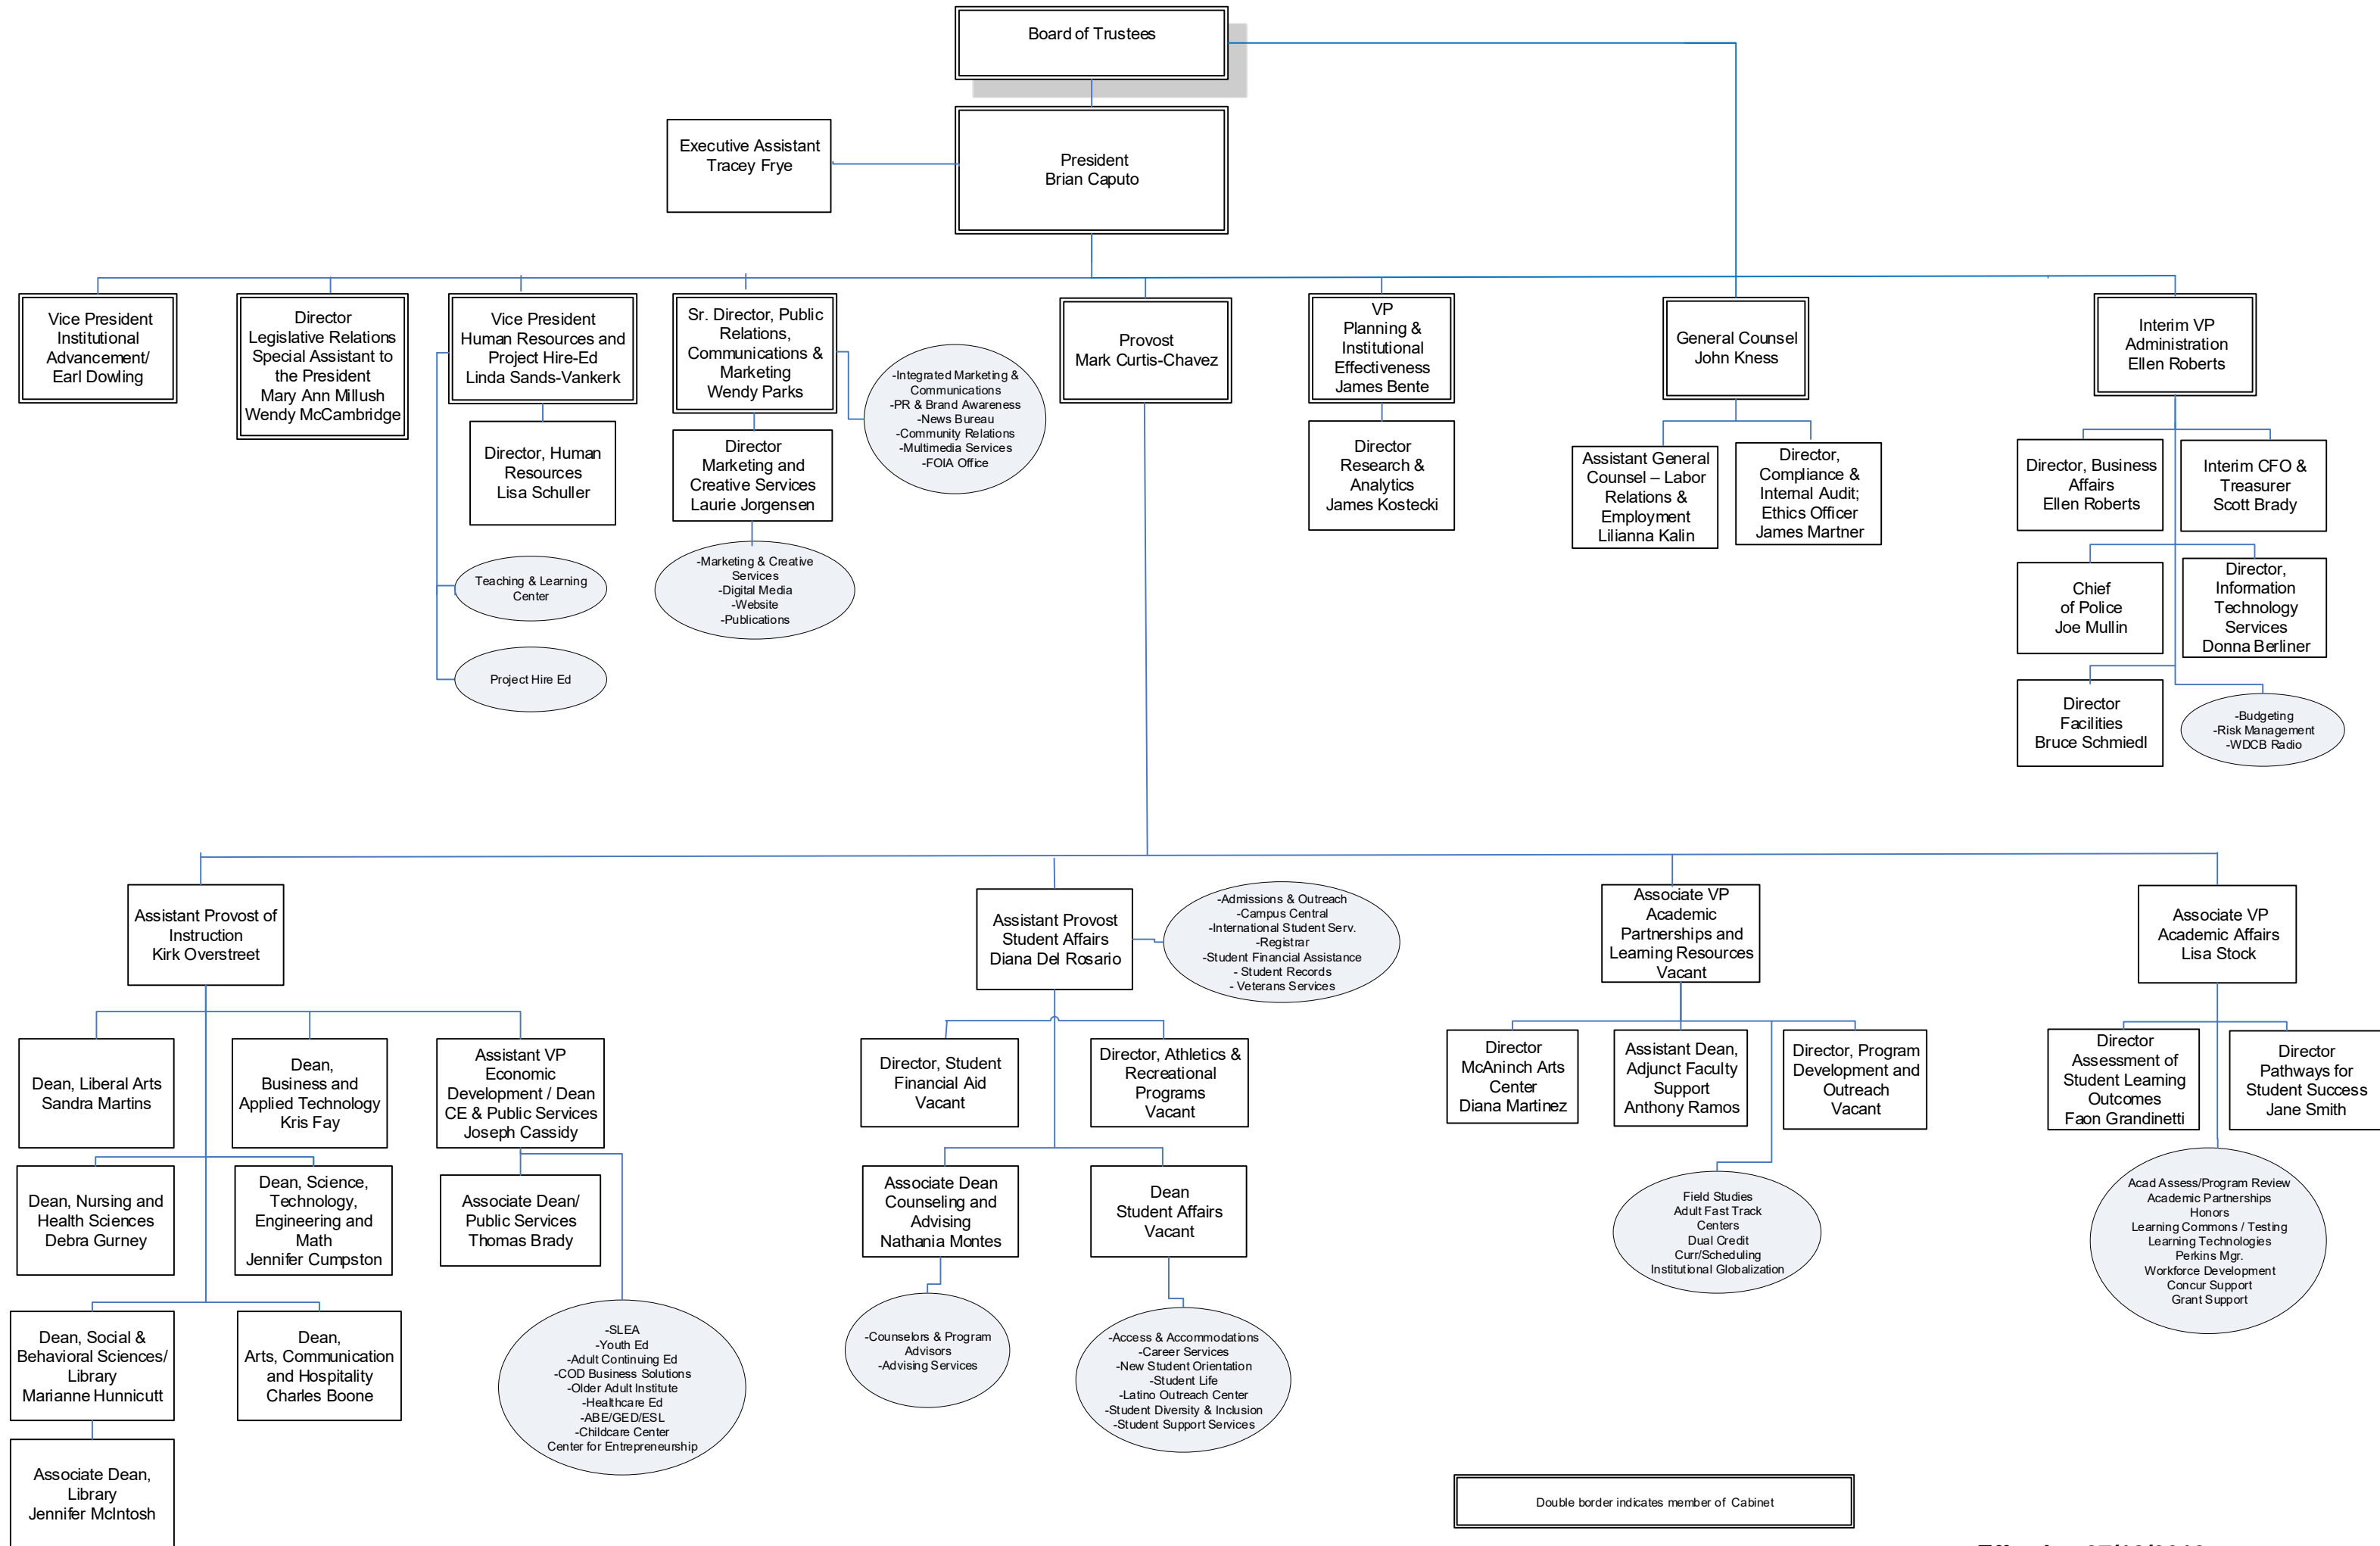 Board of Trustees
Executive Assistant
Tracey Frye
President
Brian Caputo
Vice President
Institutional
Advancement/
Earl Dowling
Director
Legislative Relations
Special Assistant to
the President
Mary Ann Millush
Wendy McCambridge
Vice President
Human Resources and
Project Hire-Ed
Linda Sands-Vankerk
Sr. Director, Public
Relations,
Communications &
Marketing
Wendy Parks
-Integrated Marketing &
Communications
-PR & Brand Awareness
-News Bureau
-Community Relations
-Multimedia Services
-FOIA Office
Provost
Mark Curtis-Chavez
VP
Planning &
Institutional
Effectiveness
James Bente
General Counsel
John Kness
Interim VP
Administration
Ellen Roberts
Director, Human
Resources
Lisa Schuller
Director
Marketing and
Creative Services
Laurie Jorgensen
Director
Research &
Analytics
James Kostecki
Assistant General
Counsel – Labor
Relations &
Employment
Lilianna Kalin
Director,
Compliance &
Internal Audit;
Ethics Officer
James Martner
Director, Business
Affairs
Ellen Roberts
Interim CFO &
Treasurer
Scott Brady
Teaching & Learning
Center
-Marketing & Creative
Services
-Digital Media
-Website
-Publications
Chief
of Police
Joe Mullin
Director,
Information
Technology
Services
Donna Berliner
Project Hire Ed
Director
Facilities
Bruce Schmiedl
-Budgeting
-Risk Management
-WDCB Radio
Assistant Provost of
Instruction
Kirk Overstreet
Assistant Provost
Student Affairs
Diana Del Rosario
-Admissions & Outreach
-Campus Central
-International Student Serv.
-Registrar
-Student Financial Assistance
- Student Records
- Veterans Services
Associate VP
Academic
Partnerships and
Learning Resources
Vacant
Associate VP
Academic Affairs
Lisa Stock
Dean, Liberal Arts
Sandra Martins
Dean,
Business and
Applied Technology
Kris Fay
Assistant VP
Economic
Development / Dean
CE & Public Services
Joseph Cassidy
Director, Student
Financial Aid
Vacant
Director, Athletics &
Recreational
Programs
Vacant
Director
McAninch Arts
Center
Diana Martinez
Assistant Dean,
Adjunct Faculty
Support
Anthony Ramos
Director, Program
Development and
Outreach
Vacant
Director
Assessment of
Student Learning
Outcomes
Faon Grandinetti
Director
Pathways for
Student Success
Jane Smith
Dean, Nursing and
Health Sciences
Debra Gurney
Dean, Science,
Technology,
Engineering and
Math
Jennifer Cumpston
Associate Dean/
Public Services
Thomas Brady
Associate Dean
Counseling and
Advising
Nathania Montes
Dean
Student Affairs
Vacant
Field Studies
Adult Fast Track
Centers
Dual Credit
Curr/Scheduling
Institutional Globalization
Acad Assess/Program Review
Academic Partnerships
Honors
Learning Commons / Testing
Learning Technologies
Perkins Mgr.
Workforce Development
Concur Support
Grant Support
Dean, Social &
Behavioral Sciences/
Library
Marianne Hunnicutt
Dean,
Arts, Communication
and Hospitality
Charles Boone
-SLEA
-Youth Ed
-Adult Continuing Ed
-COD Business Solutions
-Older Adult Institute
-Healthcare Ed
-ABE/GED/ESL
-Childcare Center
Center for Entrepreneurship
-Counselors & Program
Advisors
-Advising Services
-Access & Accommodations
-Career Services
-New Student Orientation
-Student Life
-Latino Outreach Center
-Student Diversity & Inclusion
-Student Support Services
Associate Dean,
Library
Jennifer McIntosh
Double border indicates member of Cabinet